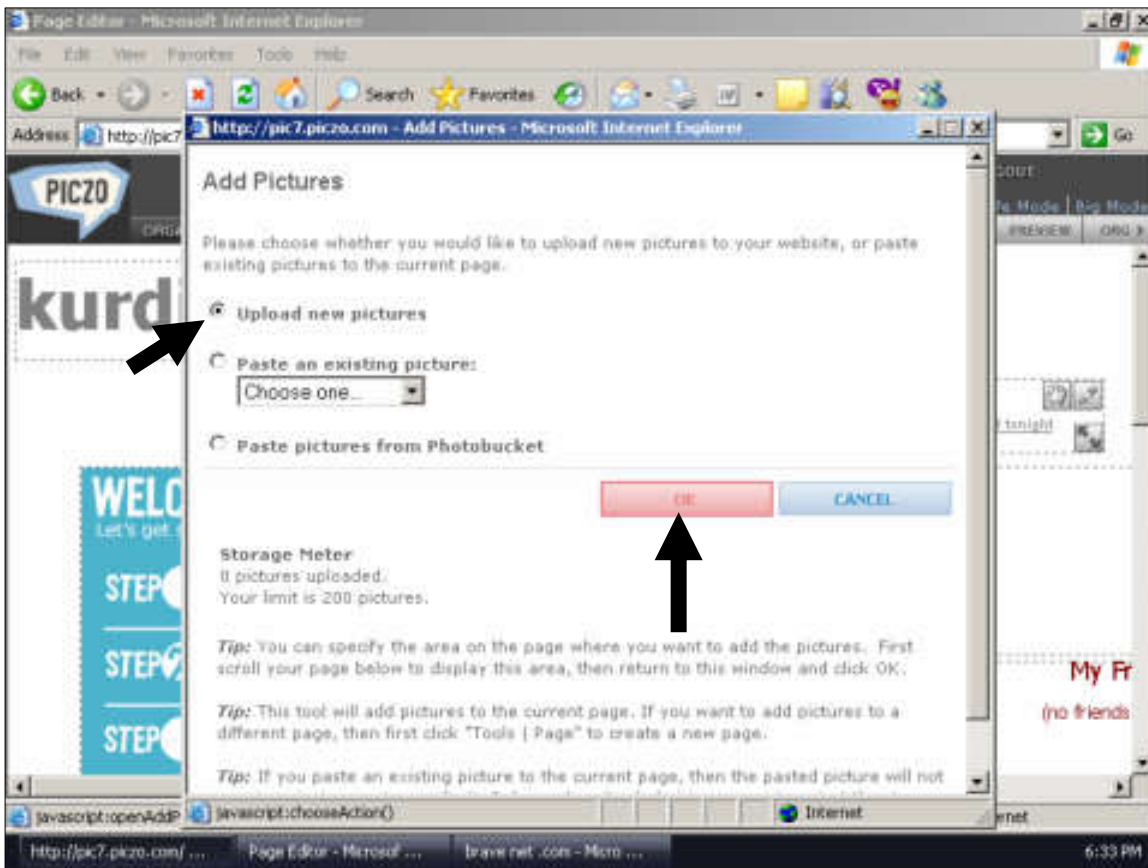 Page Editor - Microsoft Internet Explorer
File Edit View Favorites Tools Help
Back Search Favorites
Address http://pic7 Go
http://pic7.piczo.com - Add Pictures - Microsoft Internet Explorer
PICZO
Mode Big Mode
PREVIEW ORG
kurdi
Add Pictures
Please choose whether you would like to upload new pictures to your website, or paste
existing pictures to the current page.
Upload new pictures
Paste an existing picture:
Choose one...
Paste pictures from Photobucket
OK CANCEL
tonight
WELC
Let's get
STEP
STEP 2
STEP
Storage Meter
0 pictures uploaded.
Your limit is 200 pictures.
Tip: You can specify the area on the page where you want to add the pictures. First
scroll your page below to display this area, then return to this window and click OK.
Tip: This tool will add pictures to the current page. If you want to add pictures to a
different page, then first click "Tools | Page" to create a new page.
Tip: If you paste an existing picture to the current page, then the pasted picture will not
My Fr
(no friends
javascript:openAddP
javascript:chooseAction() Internet
ernet
http://pic7.piczo.com/ ... Page Editor - Microsof ... brave net .com - Micro ... 6:33 PM